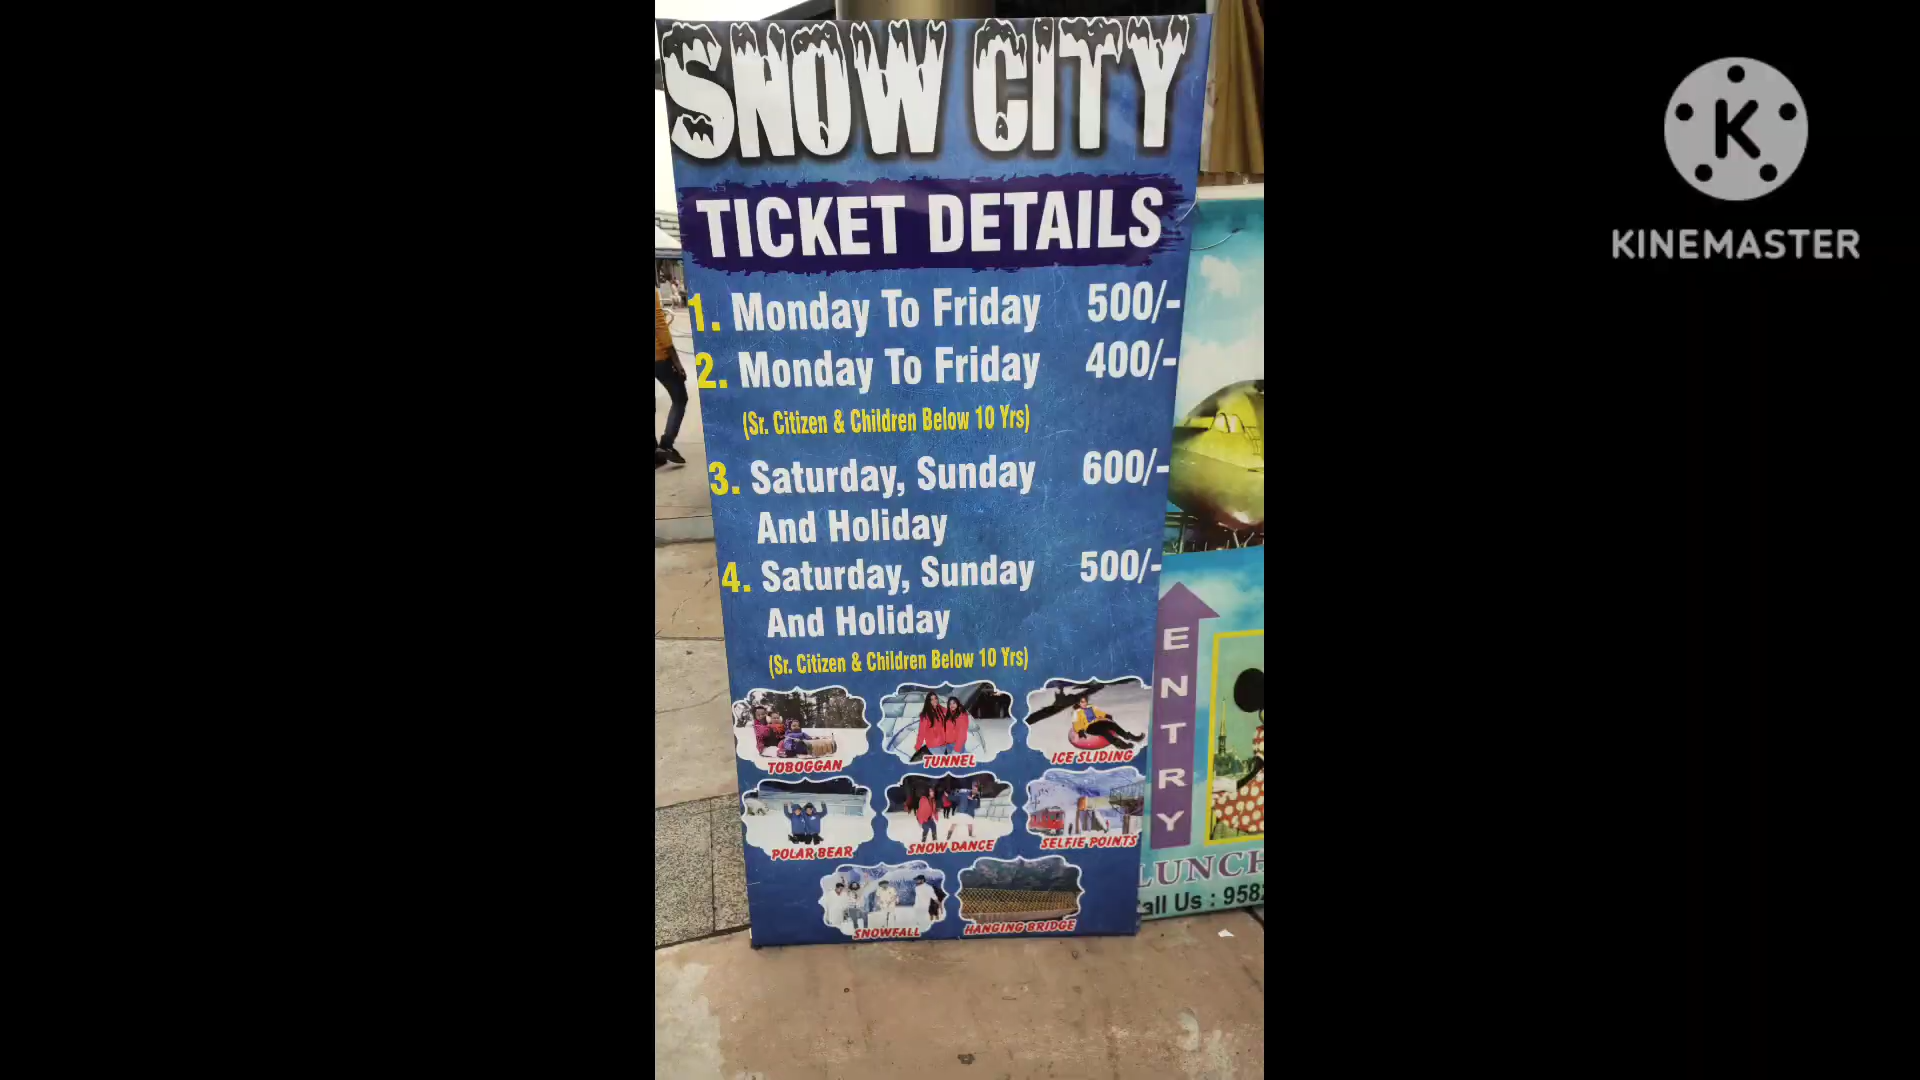 SNOW CITY
TICKET DETAILS
1. Monday To Friday 500/-
2. Monday To Friday 400/-
(Sr. Citizen & Children Below 10 Yrs)
3. Saturday, Sunday 600/-
And Holiday
4. Saturday, Sunday 500/-
And Holiday
(Sr. Citizen & Children Below 10 Yrs)
TOBOGGAN TUNNEL ICE SLIDING
POLAR BEAR SNOW DANCE SELFIE POINTS
SNOWFALL HANGING BRIDGE
ENTRY
LUNCH
all Us : 958
K
KINEMASTER